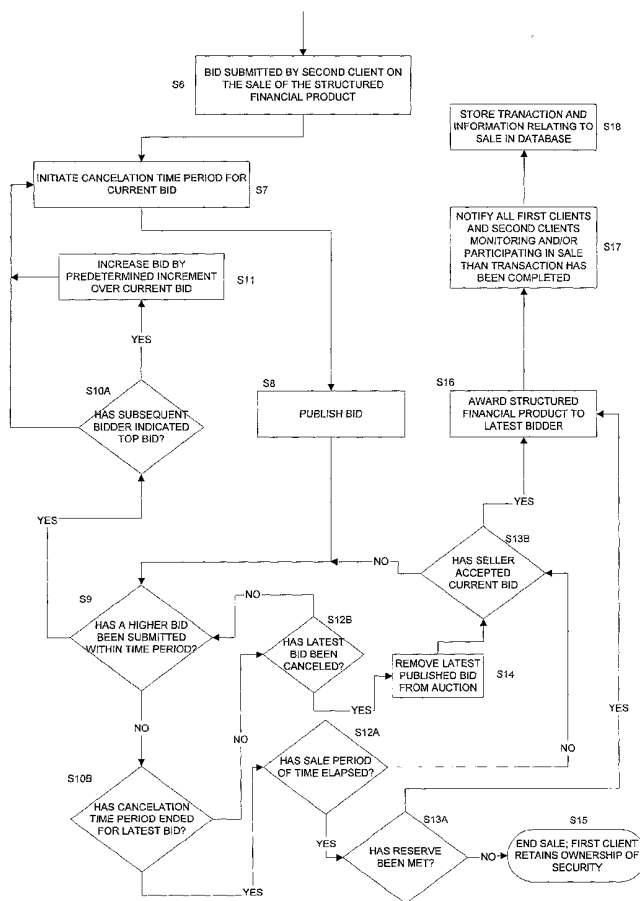 S6
BID SUBMITTED BY SECOND CLIENT ON
THE SALE OF THE STRUCTURED
FINANCIAL PRODUCT
INITIATE CANCELATION TIME PERIOD FOR
CURRENT BID
S7
INCREASE BID BY
PREDETERMINED INCREMENT
OVER CURRENT BID
S11
YES
S10A
HAS SUBSEQUENT
BIDDER INDICATED
TOP BID?
S8
PUBLISH BID
STORE TRANACTION AND
INFORMATION RELATING TO
SALE IN DATABASE
S18
NOTIFY ALL FIRST CLIENTS
AND SECOND CLIENTS
MONITORING AND/OR
PARTICIPATING IN SALE
THAN TRANSACTION HAS
BEEN COMPLETED
S17
S16
AWARD STRUCTURED
FINANCIAL PRODUCT TO
LATEST BIDDER
YES
S13B
HAS SELLER
ACCEPTED
CURRENT BID
NO
YES
S9
HAS A HIGHER BID
BEEN SUBMITTED
WITHIN TIME PERIOD?
NO
S12B
HAS LATEST
BID BEEN
CANCELED?
YES
REMOVE LATEST
PUBLISHED BID
FROM AUCTION
S14
NO
NO
S12A
HAS SALE PERIOD
OF TIME ELAPSED?
NO
YES
S10B
HAS CANCELATION
TIME PERIOD ENDED
FOR LATEST BID?
YES
YES
S13A
HAS RESERVE
BEEN MET?
NO
S15
END SALE; FIRST CLIENT
RETAINS OWNERSHIP OF
SECURITY